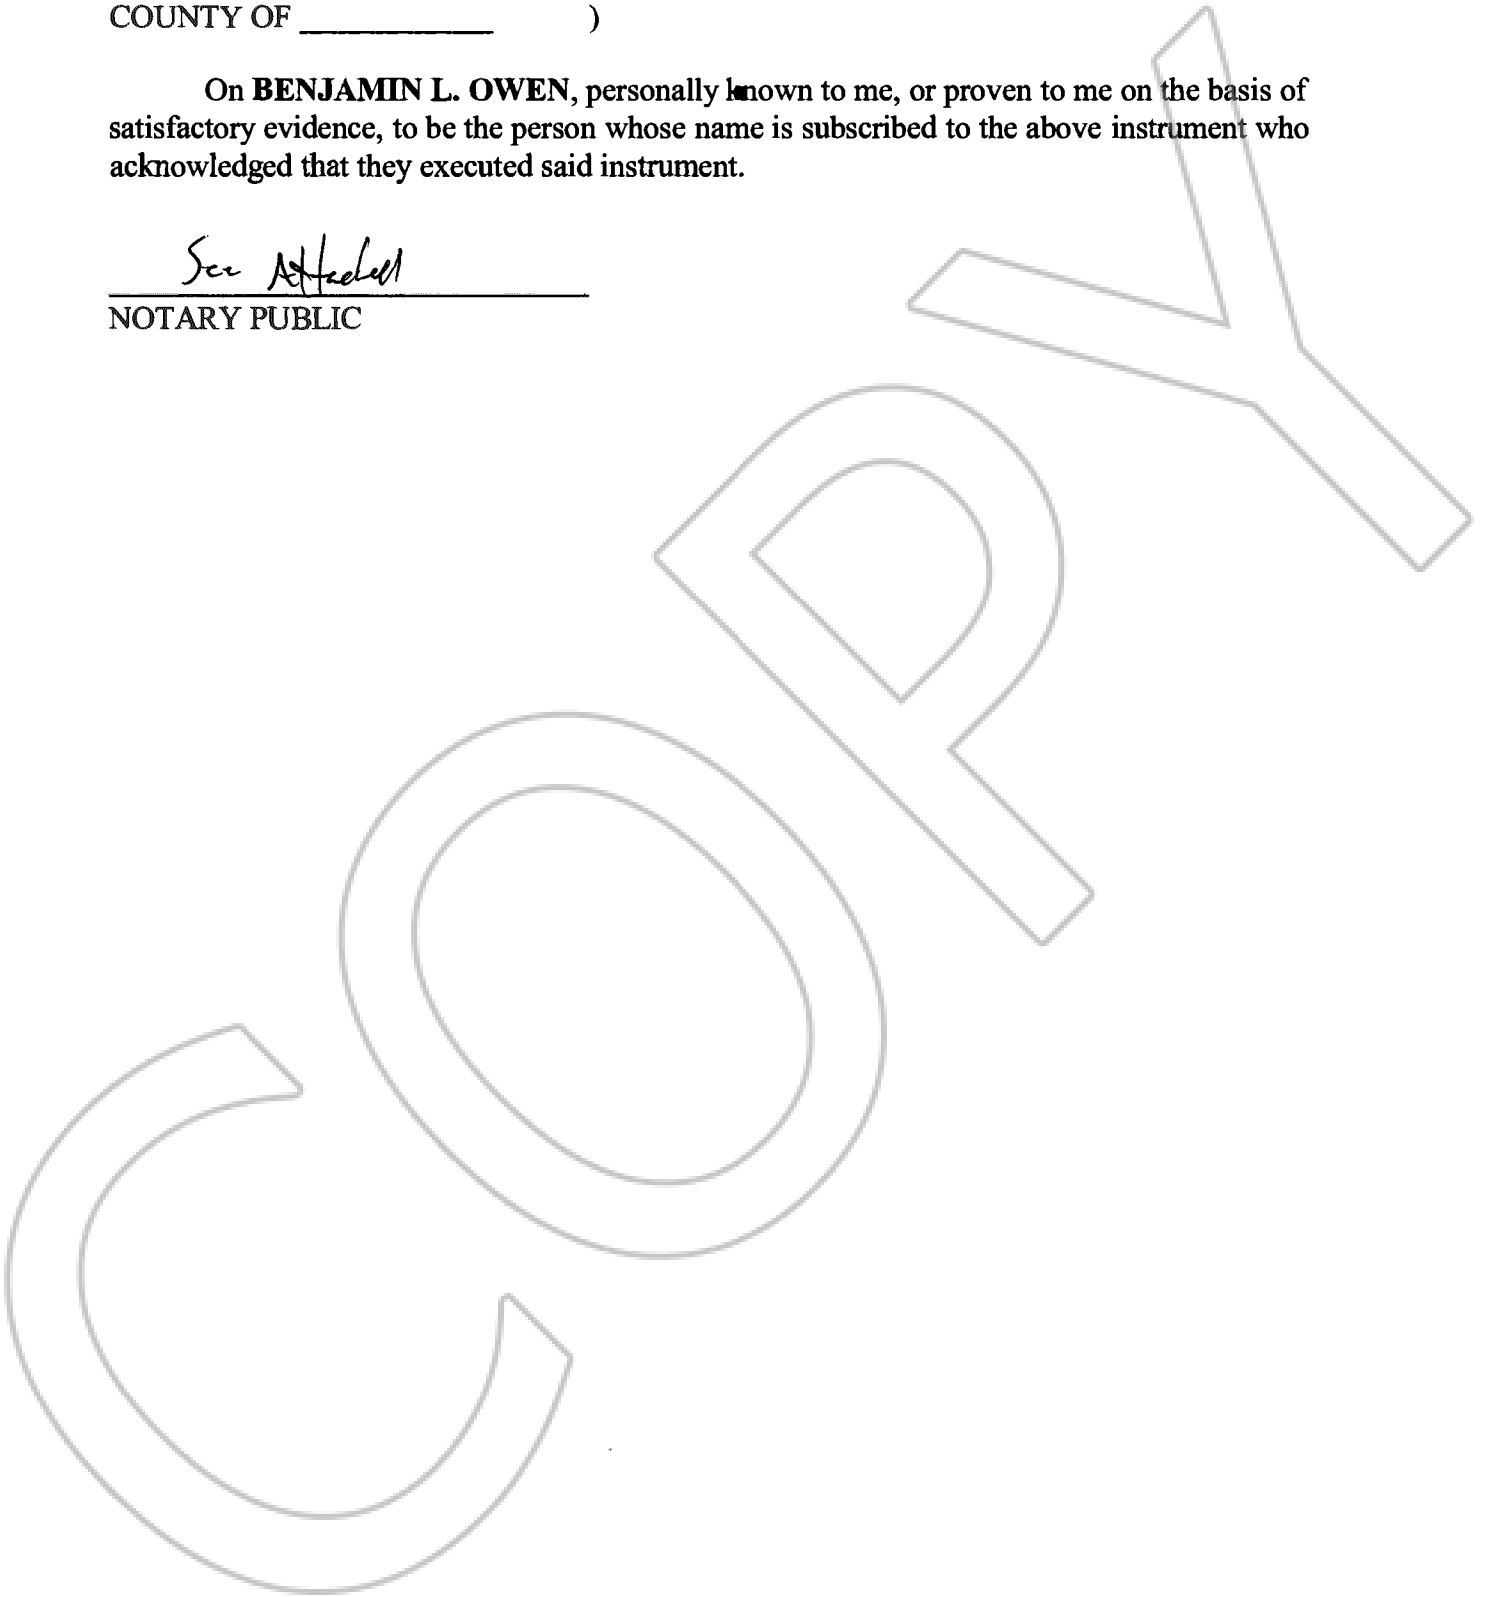 COUNTY OF ____________ )
On BENJAMIN L. OWEN, personally known to me, or proven to me on the basis of
satisfactory evidence, to be the person whose name is subscribed to the above instrument who
acknowledged that they executed said instrument.
See Attached
NOTARY PUBLIC
COPY